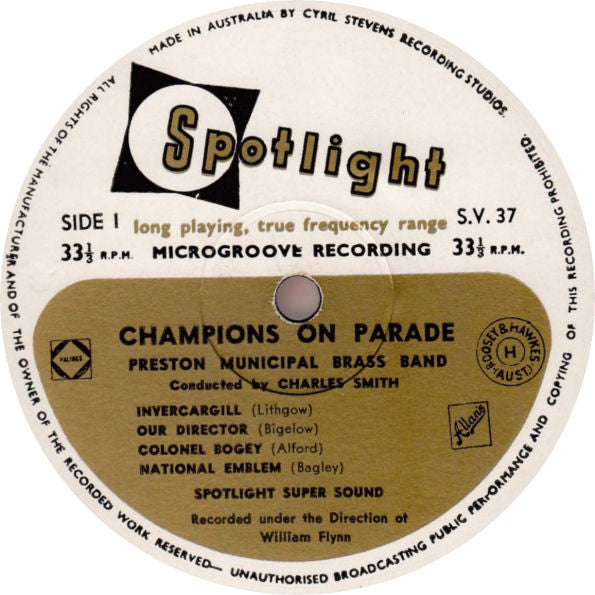 MADE IN AUSTRALIA BY CYRIL STEVENS RECORDING STUDIOS.
ALL RIGHTS OF THE MANUFACTURER AND OF THE OWNER OF THE RECORDED WORK RESERVED— UNAUTHORISED BROADCASTING PUBLIC PERFORMANCE AND COPYING OF THIS RECORDING PROHIBITED.
Spotlight
SIDE 1 long playing, true frequency range S.V. 37
33⅓ R.P.M. MICROGROOVE RECORDING 33⅓ R.P.M.
CHAMPIONS ON PARADE
PALINGS
PRESTON MUNICIPAL BRASS BAND
BOOSEY & HAWKES
H
AUST.
Conducted by CHARLES SMITH
INVERCARGILL (Lithgow)
Allan's
OUR DIRECTOR (Bigelow)
COLONEL BOGEY (Alford)
NATIONAL EMBLEM (Bagley)
SPOTLIGHT SUPER SOUND
Recorded under the Direction of
William Flynn